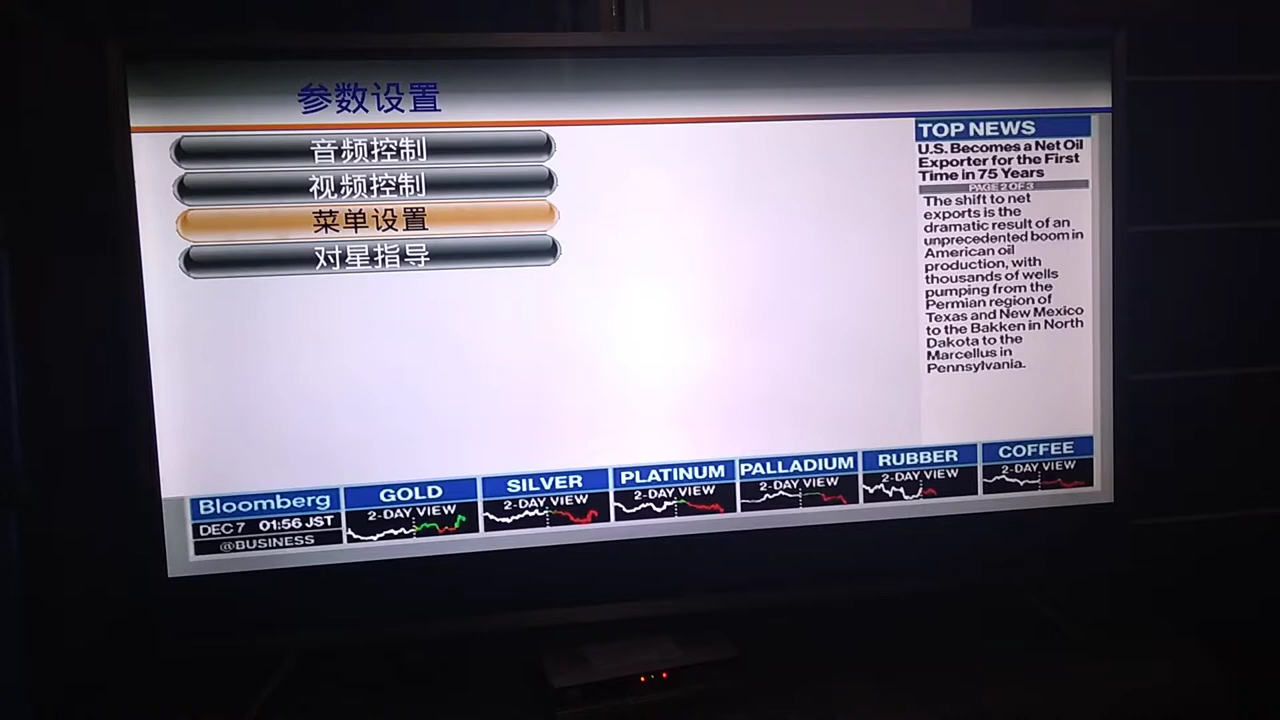 参数设置
音频控制
视频控制
菜单设置
对星指导
TOP NEWS
U.S. Becomes a Net Oil
Exporter for the First
Time in 75 Years
PAGE 2 OF 3
The shift to net
exports is the
dramatic result of an
unprecedented boom in
American oil
production, with
thousands of wells
pumping from the
Permian region of
Texas and New Mexico
to the Bakken in North
Dakota to the
Marcellus in
Pennsylvania.
Bloomberg
DEC 7 01:56 JST
@BUSINESS
GOLD
2-DAY VIEW
SILVER
2-DAY VIEW
PLATINUM
2-DAY VIEW
PALLADIUM
2-DAY VIEW
RUBBER
2-DAY VIEW
COFFEE
2-DAY VIEW